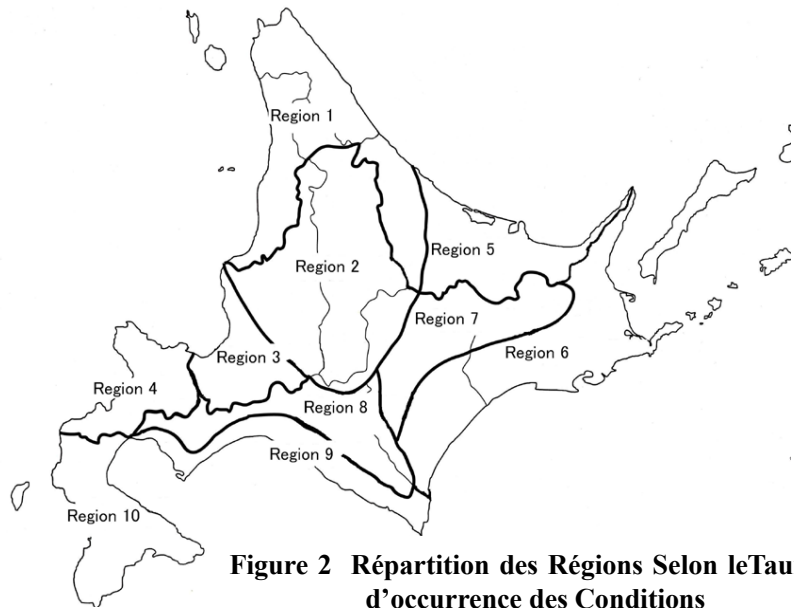 Region 1
Region 2
Region 5
Region 7
Region 3
Region 6
Region 4
Region 8
Region 9
Region 10
Figure 2 Répartition des Régions Selon leTau
d'occurrence des Conditions